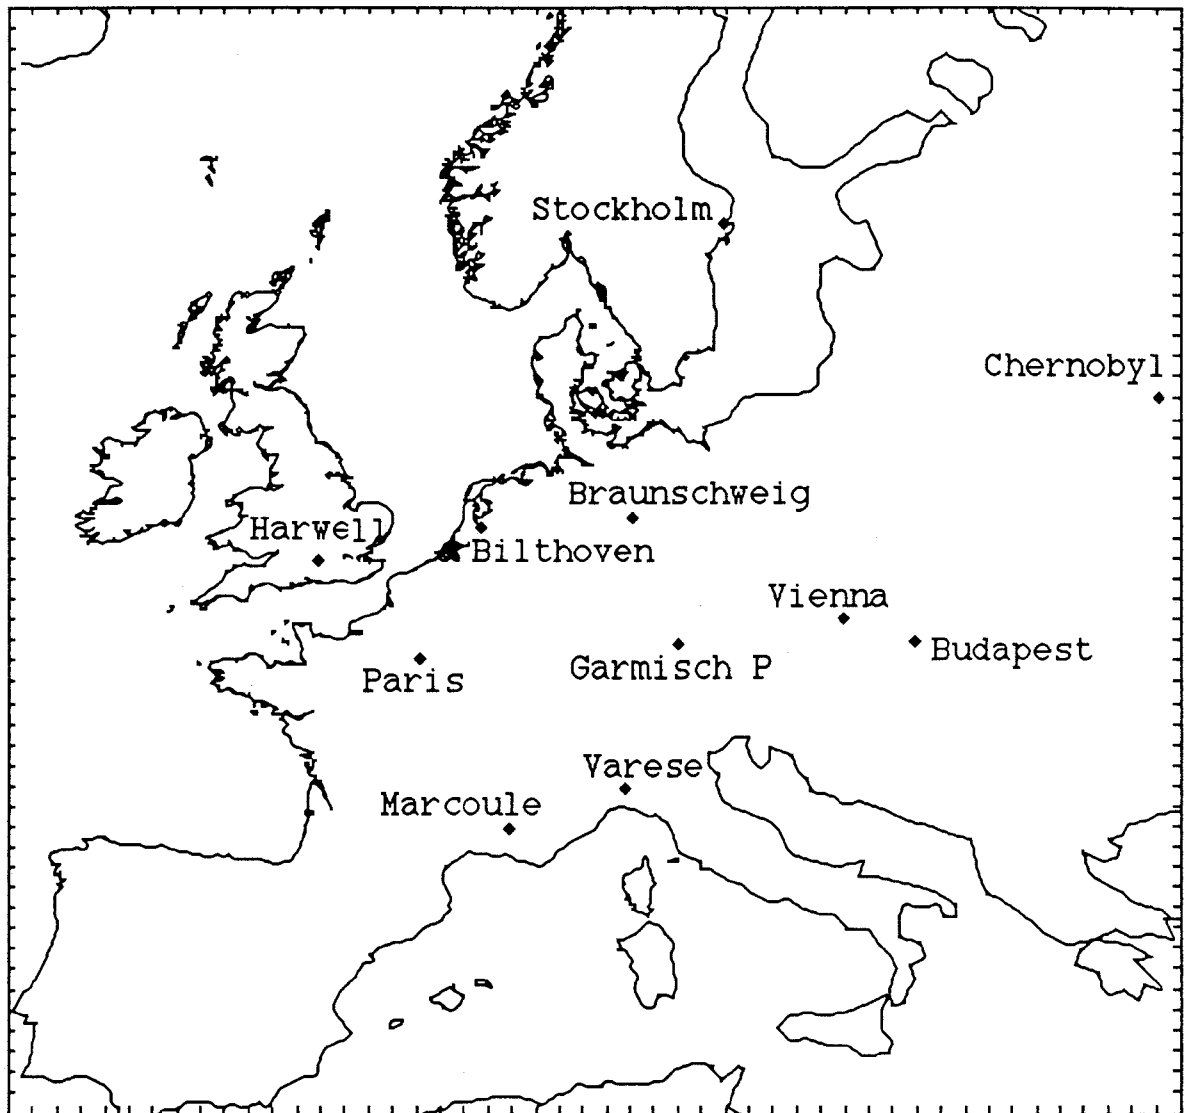 Stockholm
Chernobyl
Braunschweig
Harwell
Bilthoven
Vienna
Budapest
Garmisch P
Paris
Varese
Marcoule